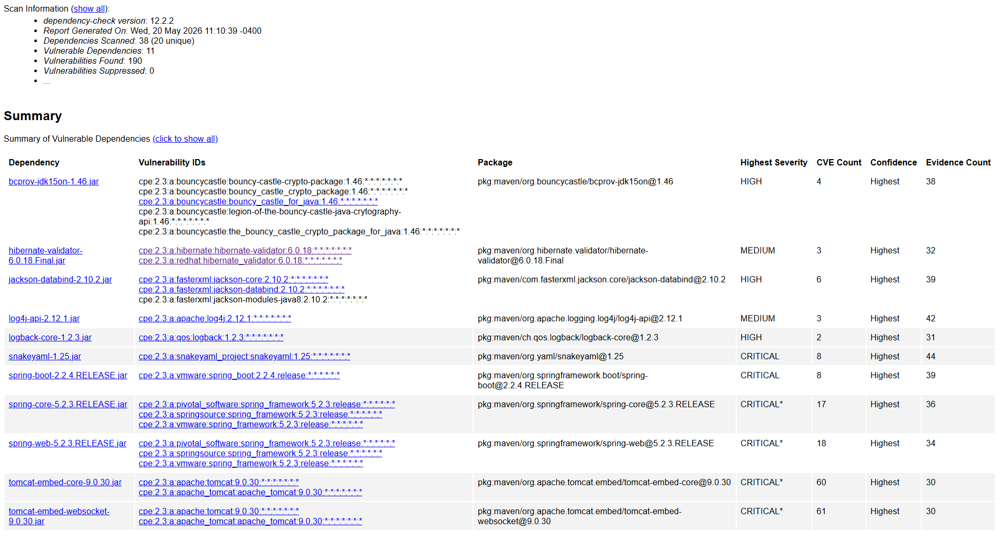 Scan Information (show all):
dependency-check version: 12.2.2
Report Generated On: Wed, 20 May 2026 11:10:39 -0400
Dependencies Scanned: 38 (20 unique)
Vulnerable Dependencies: 11
Vulnerabilities Found: 190
Vulnerabilities Suppressed: 0
...
Summary
Summary of Vulnerable Dependencies (click to show all)
Dependency Vulnerability IDs Package Highest Severity CVE Count Confidence Evidence Count
bcprov-jdk15on-1.46.jar cpe:2.3:a:bouncycastle:bouncy-castle-crypto-package:1.46:*:*:*:*:*:*:* pkg:maven/org.bouncycastle/bcprov-jdk15on@1.46 HIGH 4 Highest 38
cpe:2.3:a:bouncycastle:bouncy_castle_crypto_package:1.46:*:*:*:*:*:*:*
cpe:2.3:a:bouncycastle:bouncy_castle_for_java:1.46:*:*:*:*:*:*:*
cpe:2.3:a:bouncycastle:legion-of-the-bouncy-castle-java-crytography-
api:1.46:*:*:*:*:*:*:*
cpe:2.3:a:bouncycastle:the_bouncy_castle_crypto_package_for_java:1.46:*:*:*:*:*:*:*
hibernate-validator- cpe:2.3:a:hibernate:hibernate-validator:6.0.18:*:*:*:*:*:*:* pkg:maven/org.hibernate.validator/hibernate- MEDIUM 3 Highest 32
6.0.18.Final.jar cpe:2.3:a:redhat:hibernate_validator:6.0.18:*:*:*:*:*:*:* validator@6.0.18.Final
jackson-databind-2.10.2.jar cpe:2.3:a:fasterxml:jackson-core:2.10.2:*:*:*:*:*:*:* pkg:maven/com.fasterxml.jackson.core/jackson-databind@2.10.2 HIGH 6 Highest 39
cpe:2.3:a:fasterxml:jackson-databind:2.10.2:*:*:*:*:*:*:*
cpe:2.3:a:fasterxml:jackson-modules-java8:2.10.2:*:*:*:*:*:*:*
log4j-api-2.12.1.jar cpe:2.3:a:apache:log4j:2.12.1:*:*:*:*:*:*:* pkg:maven/org.apache.logging.log4j/log4j-api@2.12.1 MEDIUM 3 Highest 42
logback-core-1.2.3.jar cpe:2.3:a:qos:logback:1.2.3:*:*:*:*:*:*:* pkg:maven/ch.qos.logback/logback-core@1.2.3 HIGH 2 Highest 31
snakeyaml-1.25.jar cpe:2.3:a:snakeyaml_project:snakeyaml:1.25:*:*:*:*:*:*:* pkg:maven/org.yaml/snakeyaml@1.25 CRITICAL 8 Highest 44
spring-boot-2.2.4.RELEASE.jar cpe:2.3:a:vmware:spring_boot:2.2.4:release:*:*:*:*:*:* pkg:maven/org.springframework.boot/spring- CRITICAL 8 Highest 39
boot@2.2.4.RELEASE
spring-core-5.2.3.RELEASE.jar cpe:2.3:a:pivotal_software:spring_framework:5.2.3:release:*:*:*:*:*:* pkg:maven/org.springframework/spring-core@5.2.3.RELEASE CRITICAL* 17 Highest 36
cpe:2.3:a:springsource:spring_framework:5.2.3:release:*:*:*:*:*:*
cpe:2.3:a:vmware:spring_framework:5.2.3:release:*:*:*:*:*:*
spring-web-5.2.3.RELEASE.jar cpe:2.3:a:pivotal_software:spring_framework:5.2.3:release:*:*:*:*:*:* pkg:maven/org.springframework/spring-web@5.2.3.RELEASE CRITICAL* 18 Highest 34
cpe:2.3:a:springsource:spring_framework:5.2.3:release:*:*:*:*:*:*
cpe:2.3:a:vmware:spring_framework:5.2.3:release:*:*:*:*:*:*
tomcat-embed-core-9.0.30.jar cpe:2.3:a:apache:tomcat:9.0.30:*:*:*:*:*:*:* pkg:maven/org.apache.tomcat.embed/tomcat-embed-core@9.0.30 CRITICAL* 60 Highest 30
cpe:2.3:a:apache_tomcat:apache_tomcat:9.0.30:*:*:*:*:*:*:*
tomcat-embed-websocket- cpe:2.3:a:apache:tomcat:9.0.30:*:*:*:*:*:*:* pkg:maven/org.apache.tomcat.embed/tomcat-embed- CRITICAL* 61 Highest 30
9.0.30.jar cpe:2.3:a:apache_tomcat:apache_tomcat:9.0.30:*:*:*:*:*:*:* websocket@9.0.30